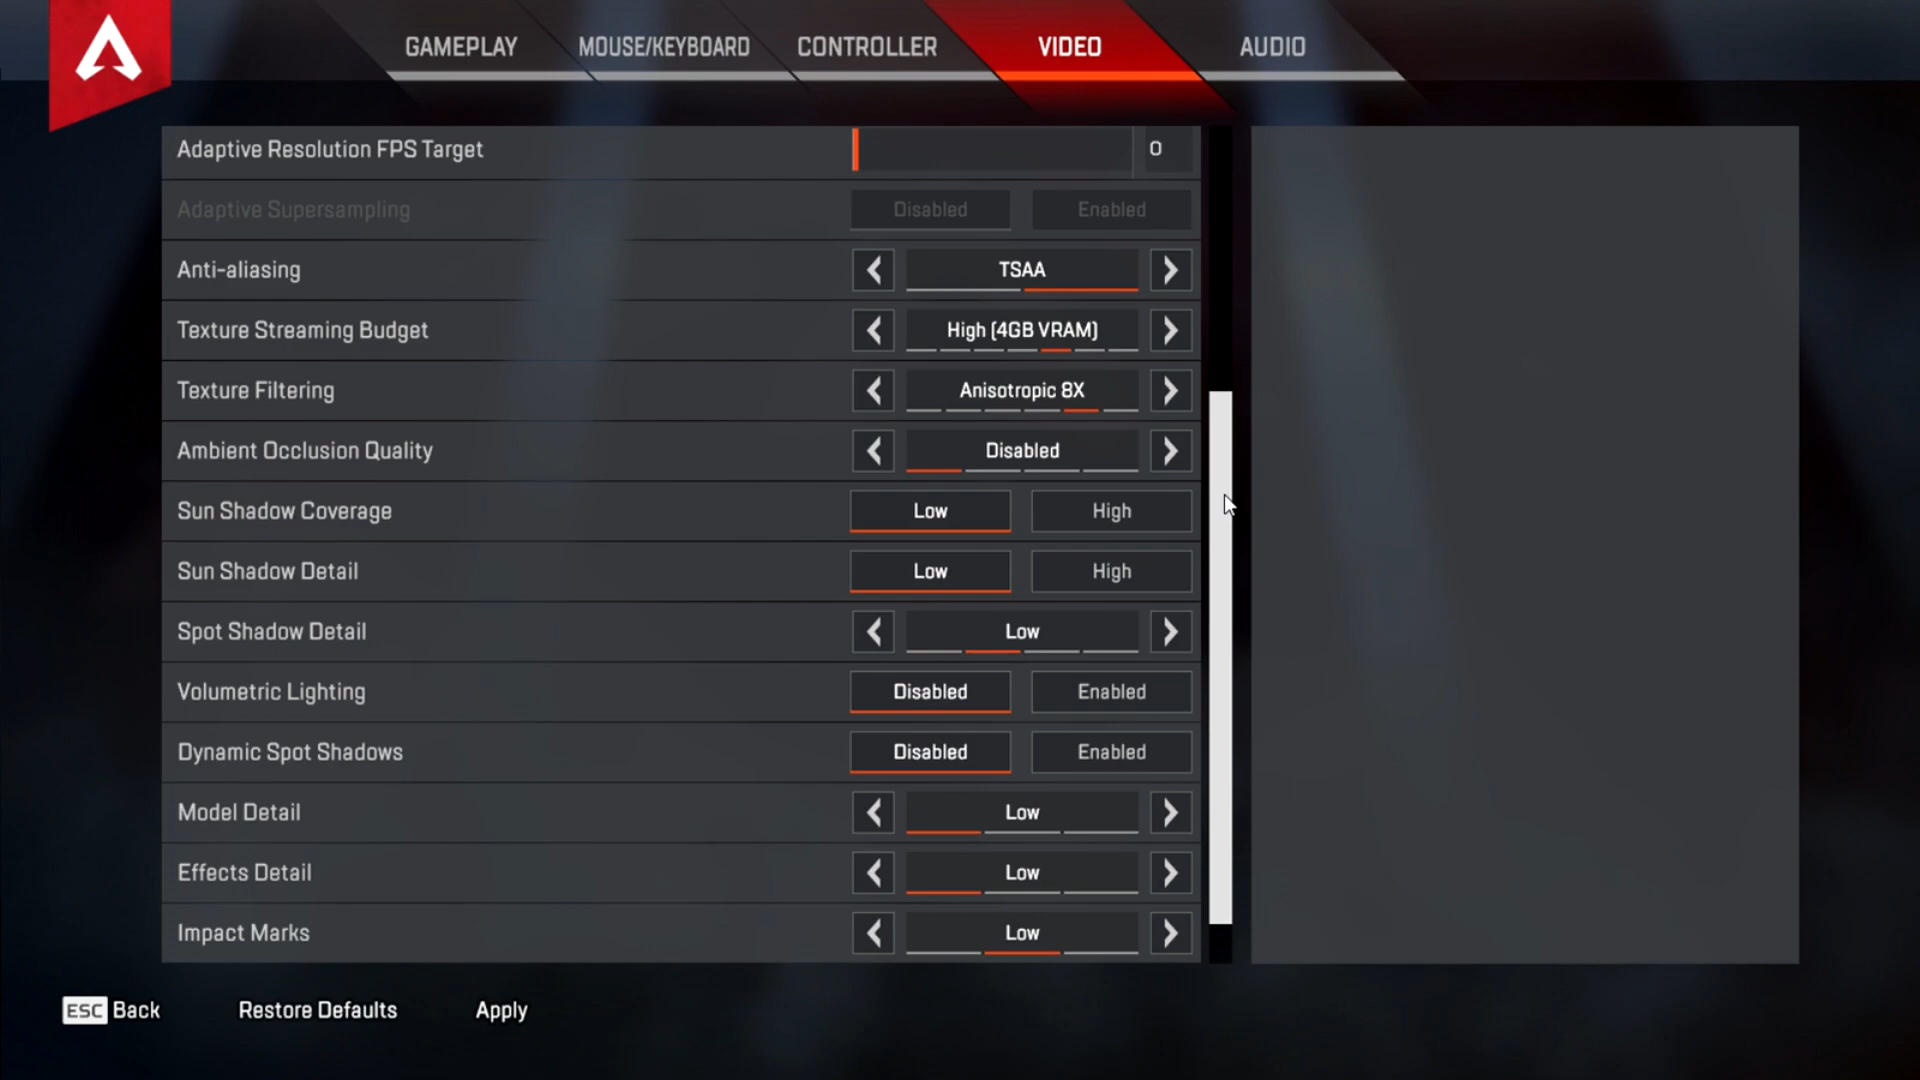 GAMEPLAY MOUSE/KEYBOARD CONTROLLER VIDEO AUDIO
Adaptive Resolution FPS Target 0
Adaptive Supersampling Disabled Enabled
Anti-aliasing TSAA
Texture Streaming Budget High (4GB VRAM)
Texture Filtering Anisotropic 8X
Ambient Occlusion Quality Disabled
Sun Shadow Coverage Low High
Sun Shadow Detail Low High
Spot Shadow Detail Low
Volumetric Lighting Disabled Enabled
Dynamic Spot Shadows Disabled Enabled
Model Detail Low
Effects Detail Low
Impact Marks Low
ESC Back Restore Defaults Apply